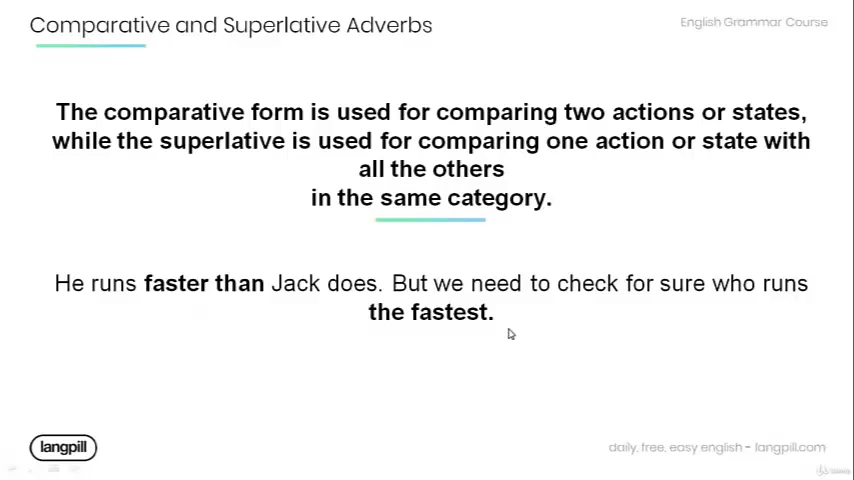 Comparative and Superlative Adverbs
English Grammar Course
The comparative form is used for comparing two actions or states,
while the superlative is used for comparing one action or state with
all the others
in the same category.
He runs faster than Jack does. But we need to check for sure who runs
the fastest.
langpill
daily, free, easy english - langpill.com